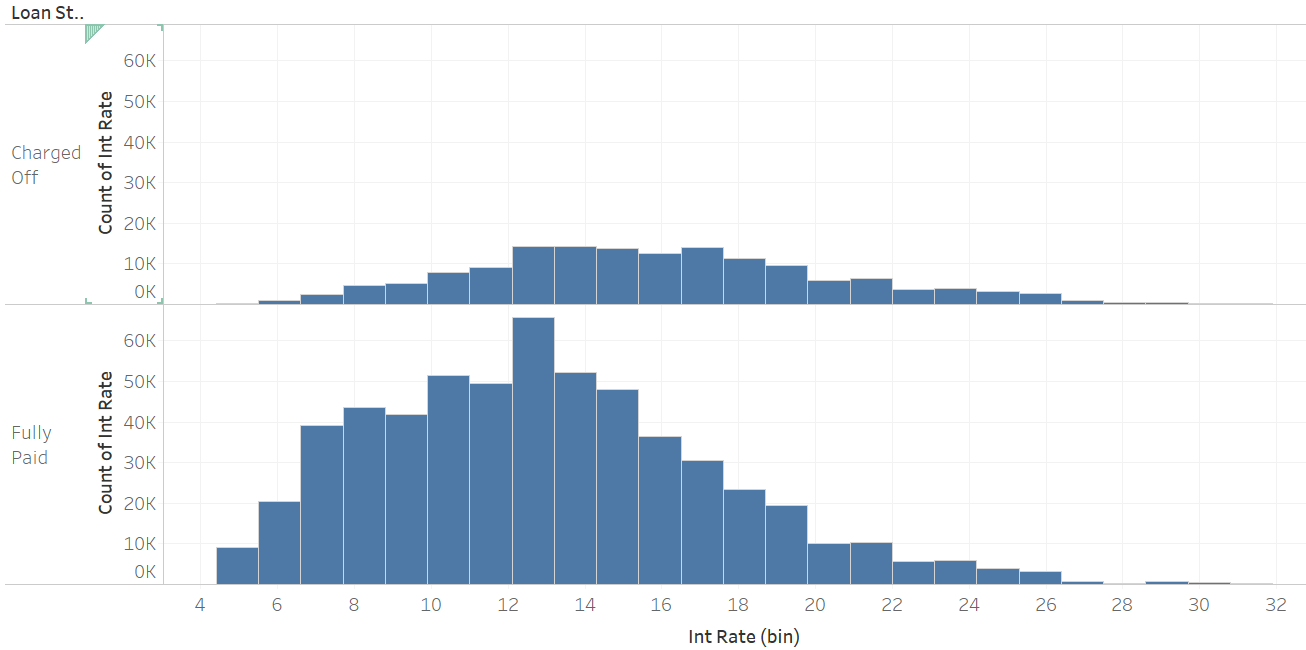 Loan St..
60K
50K
40K
30K
20K
10K
0K
Count of Int Rate
Charged
Off
60K
50K
40K
30K
20K
10K
0K
Count of Int Rate
Fully
Paid
4 6 8 10 12 14 16 18 20 22 24 26 28 30 32
Int Rate (bin)